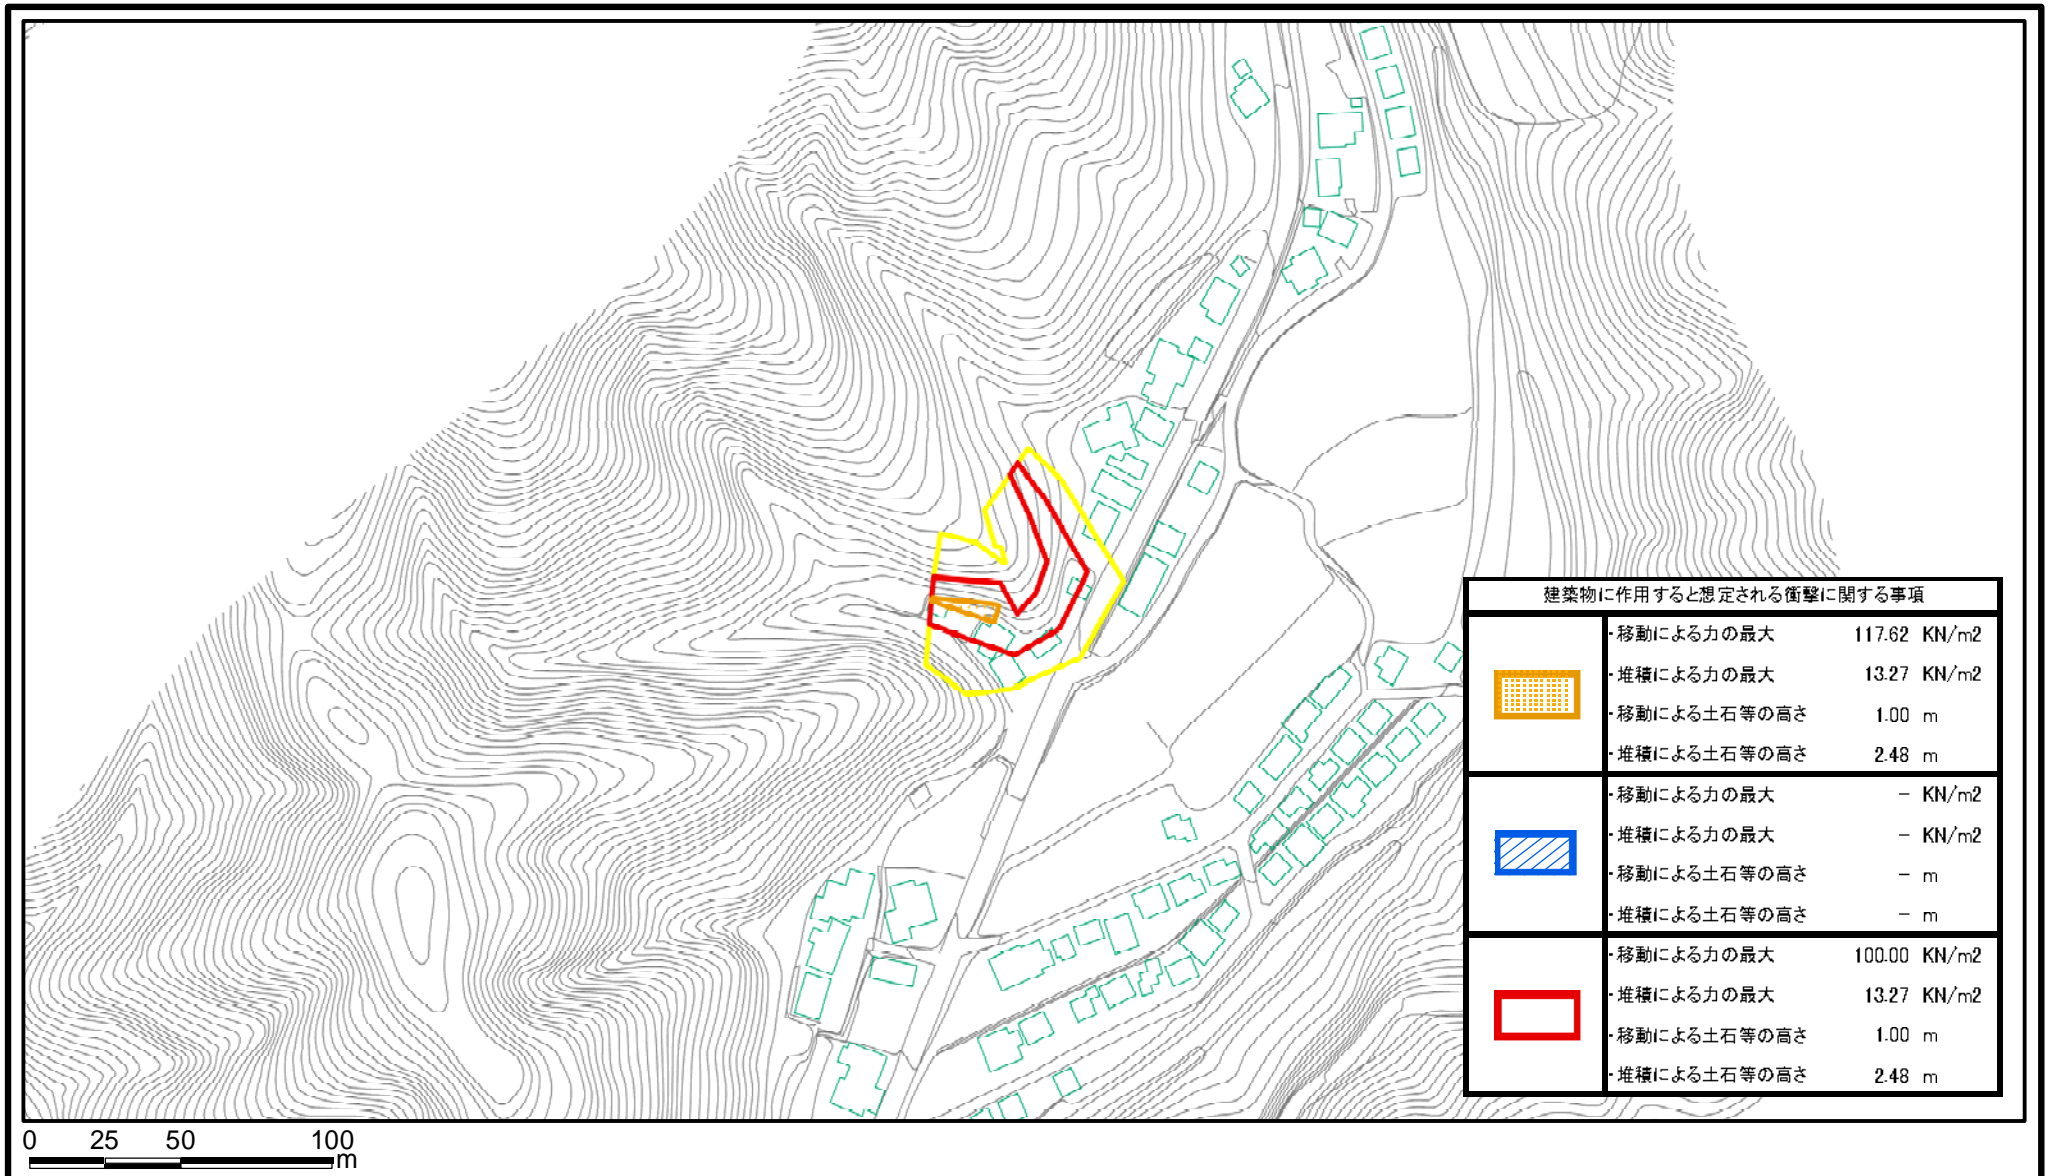 建築物に作用すると想定される衝撃に関する事項
・移動による力の最大 117.62 KN/m2
・堆積による力の最大 13.27 KN/m2
・移動による土石等の高さ 1.00 m
・堆積による土石等の高さ 2.48 m
・移動による力の最大 － KN/m2
・堆積による力の最大 － KN/m2
・移動による土石等の高さ － m
・堆積による土石等の高さ － m
・移動による力の最大 100.00 KN/m2
・堆積による力の最大 13.27 KN/m2
・移動による土石等の高さ 1.00 m
・堆積による土石等の高さ 2.48 m
0 25 50 100
m